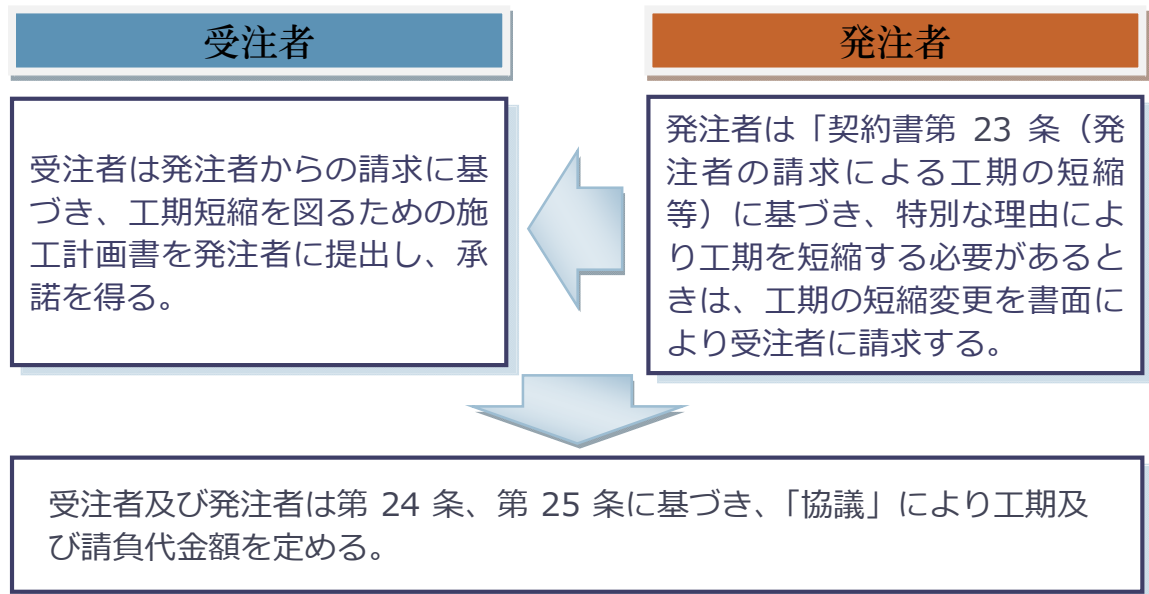 受注者
発注者
受注者は発注者からの請求に基
づき、工期短縮を図るための施
工計画書を発注者に提出し、承
諾を得る。
発注者は「契約書第 23 条（発
注者の請求による工期の短縮
等）に基づき、特別な理由によ
り工期を短縮する必要があると
きは、工期の短縮変更を書面に
より受注者に請求する。
受注者及び発注者は第 24 条、第 25 条に基づき、「協議」により工期及
び請負代金額を定める。